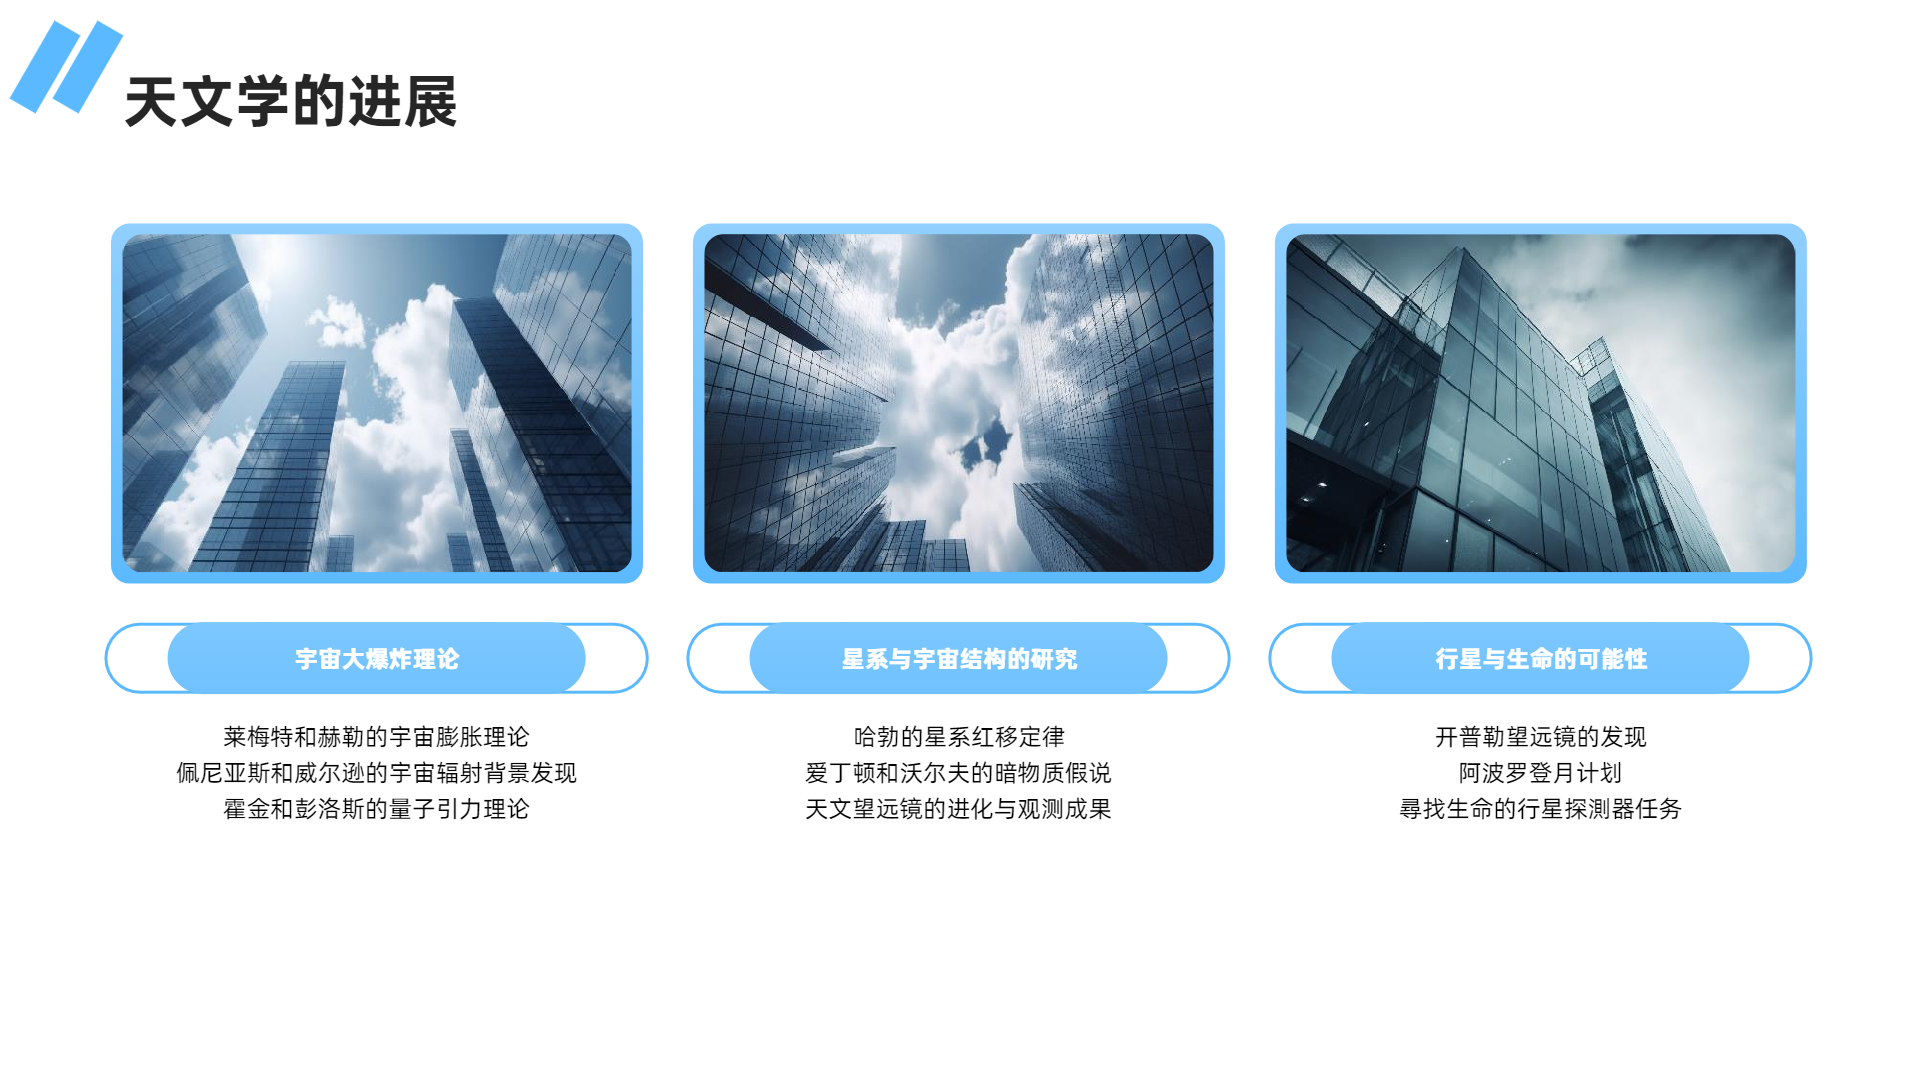 天文学的进展
宇宙大爆炸理论
莱梅特和赫勒的宇宙膨胀理论
佩尼亚斯和威尔逊的宇宙辐射背景发现
霍金和彭洛斯的量子引力理论
星系与宇宙结构的研究
哈勃的星系红移定律
爱丁顿和沃尔夫的暗物质假说
天文望远镜的进化与观测成果
行星与生命的可能性
开普勒望远镜的发现
阿波罗登月计划
尋找生命的行星探測器任务